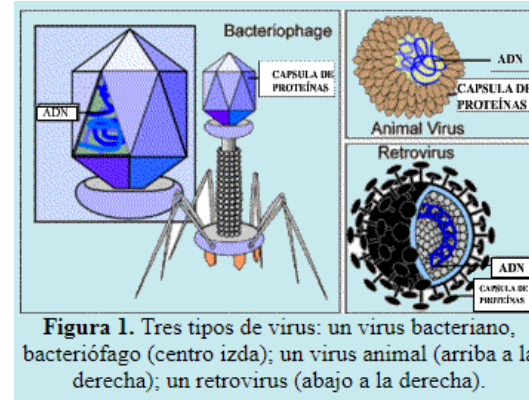 Bacteriophage
CAPSULA DE
PROTEÍNAS
ADN
ADN
CAPSULA DE
PROTEÍNAS
Animal Virus
Retrovirus
ADN
CAPSULA DE
PROTEÍNAS
Figura 1. Tres tipos de virus: un virus bacteriano,
bacteriófago (centro izda); un virus animal (arriba a la
derecha); un retrovirus (abajo a la derecha).